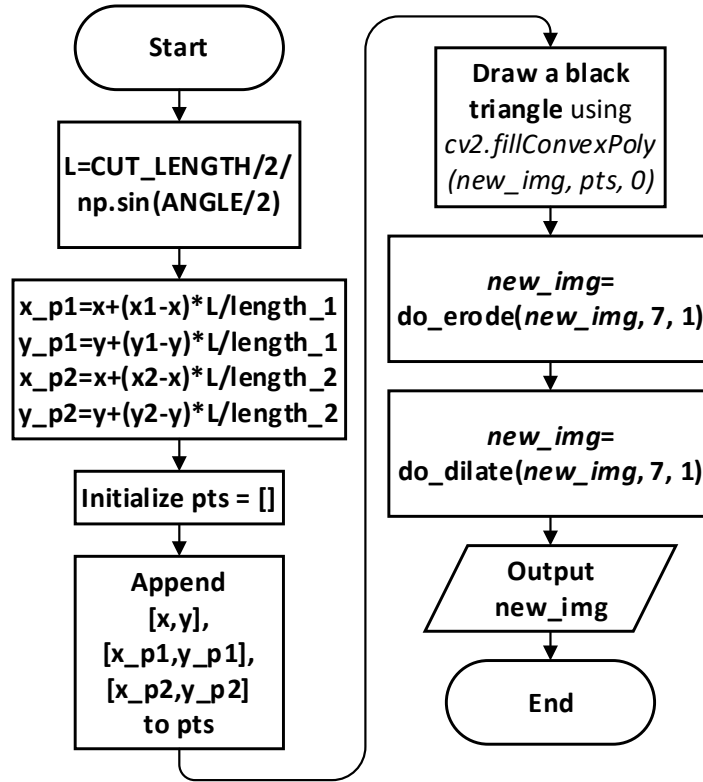 Start
L=CUT_LENGTH/2/
np.sin(ANGLE/2)
x_p1=x+(x1-x)*L/length_1
y_p1=y+(y1-y)*L/length_1
x_p2=x+(x2-x)*L/length_2
y_p2=y+(y2-y)*L/length_2
Initialize pts = []
Append
[x,y],
[x_p1,y_p1],
[x_p2,y_p2]
to pts
Draw a black
triangle using
cv2.fillConvexPoly
(new_img, pts, 0)
new_img=
do_erode(new_img, 7, 1)
new_img=
do_dilate(new_img, 7, 1)
Output
new_img
End